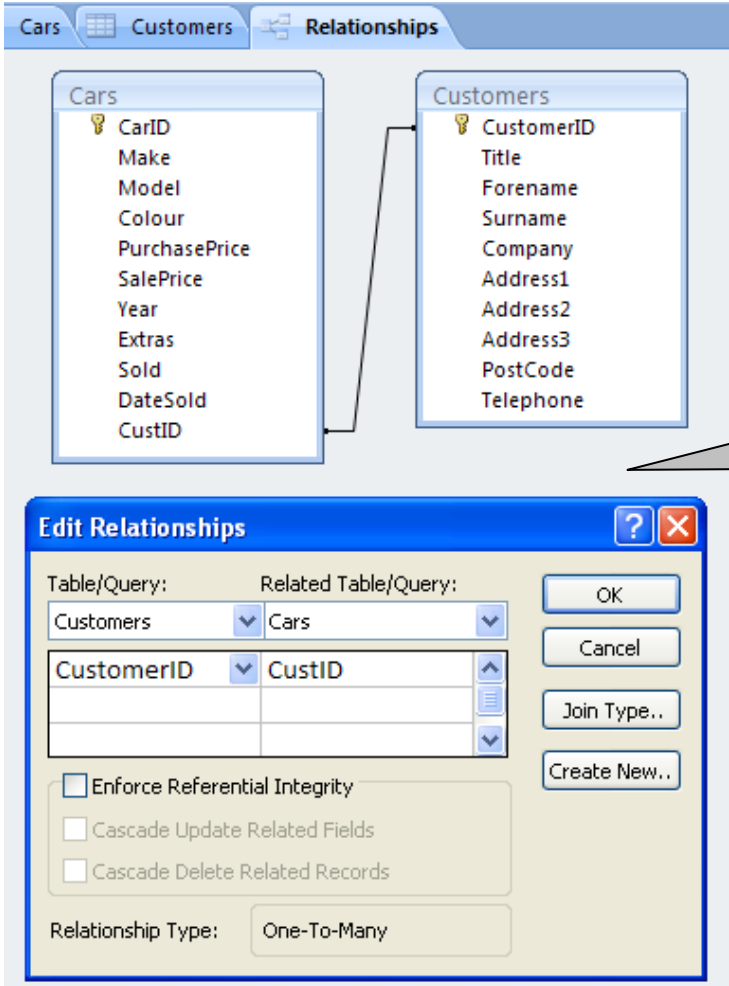 Cars Customers Relationships
Cars
CarID
Make
Model
Colour
PurchasePrice
SalePrice
Year
Extras
Sold
DateSold
CustID
Customers
CustomerID
Title
Forename
Surname
Company
Address1
Address2
Address3
PostCode
Telephone
Edit Relationships
Table/Query: Related Table/Query:
Customers Cars
CustomerID CustID
Enforce Referential Integrity
Cascade Update Related Fields
Cascade Delete Related Records
Relationship Type: One-To-Many
OK
Cancel
Join Type..
Create New..